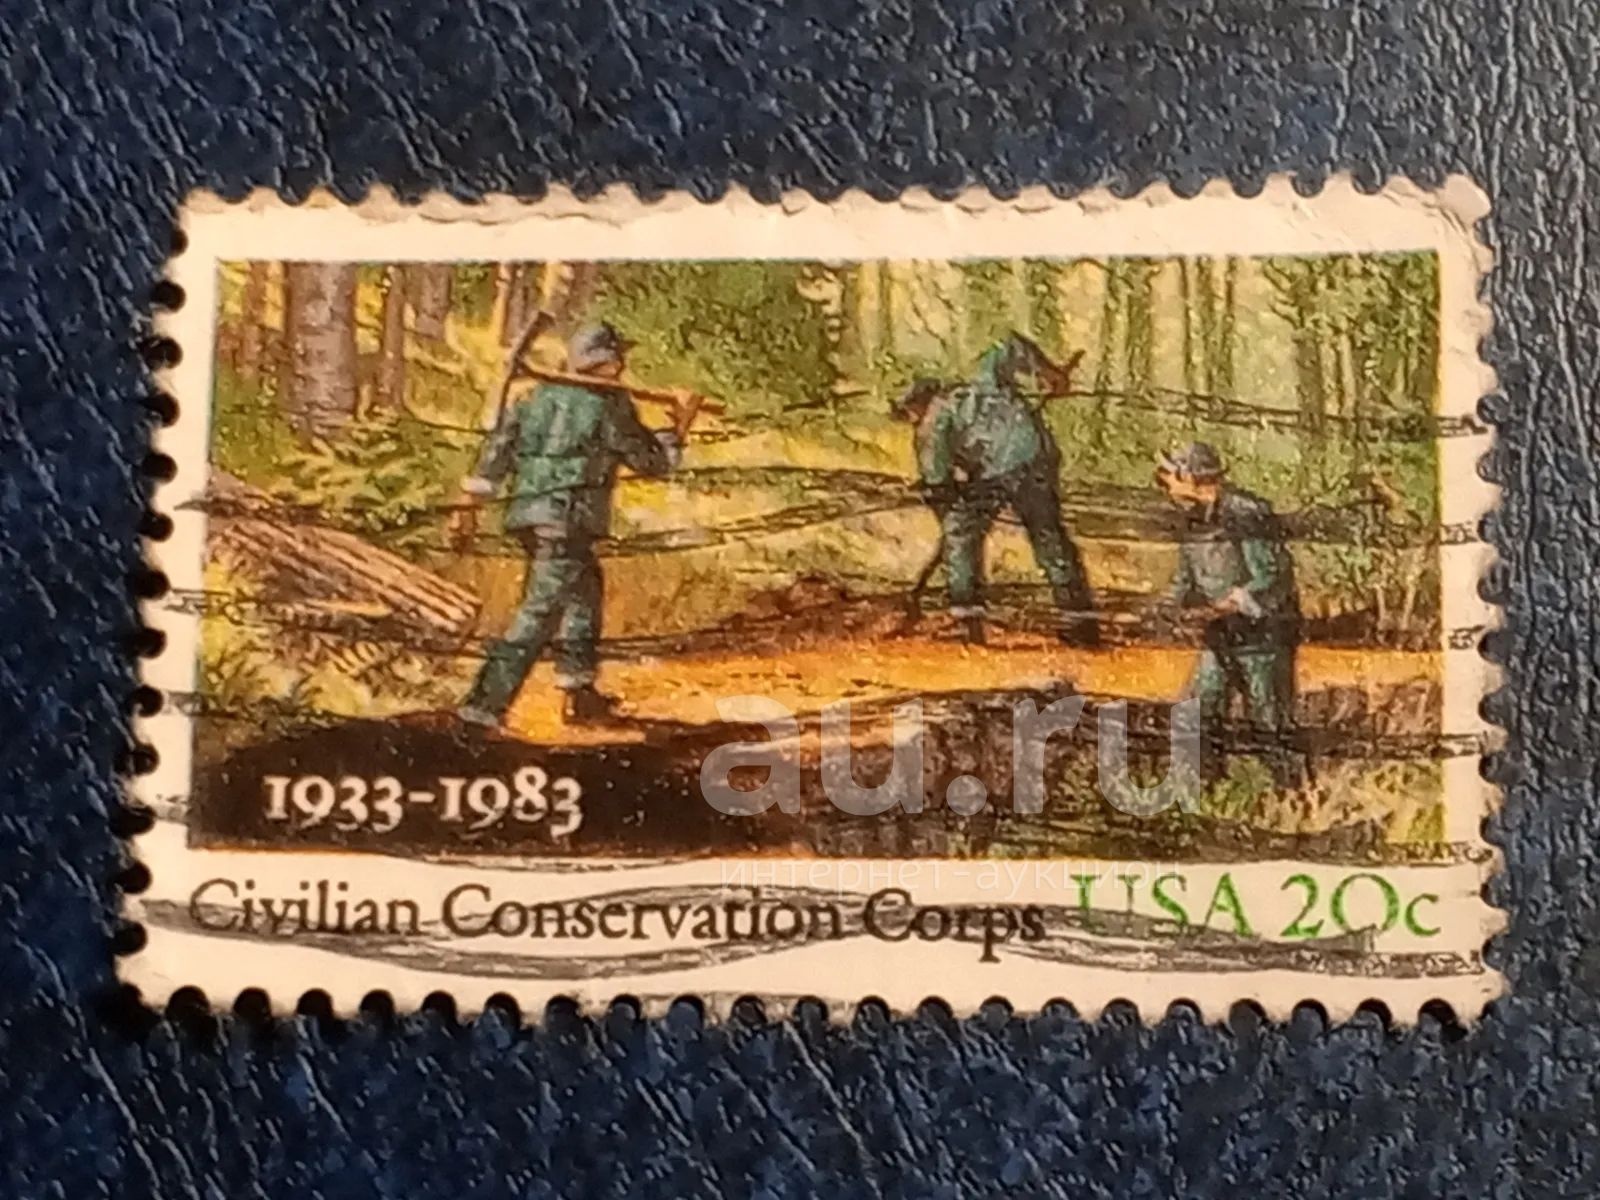 1933-1983
au.ru
интернет-аукцион
Civilian Conservation Corps USA 20c